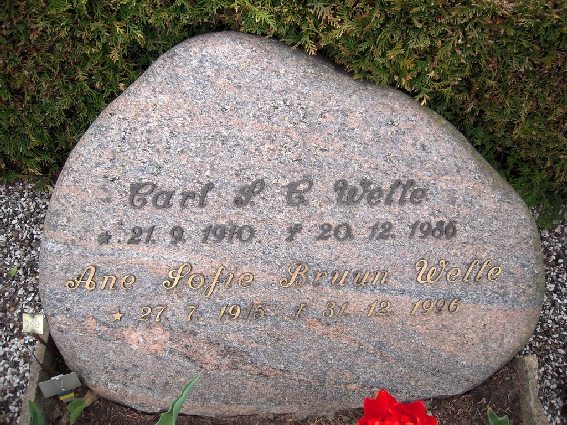 Carl S C Welle
* 21. 9. 1910 † 20. 12. 1986
Ane Sofie Bruun Welle
* 27. 7. 1915 † 31. 12. 1996